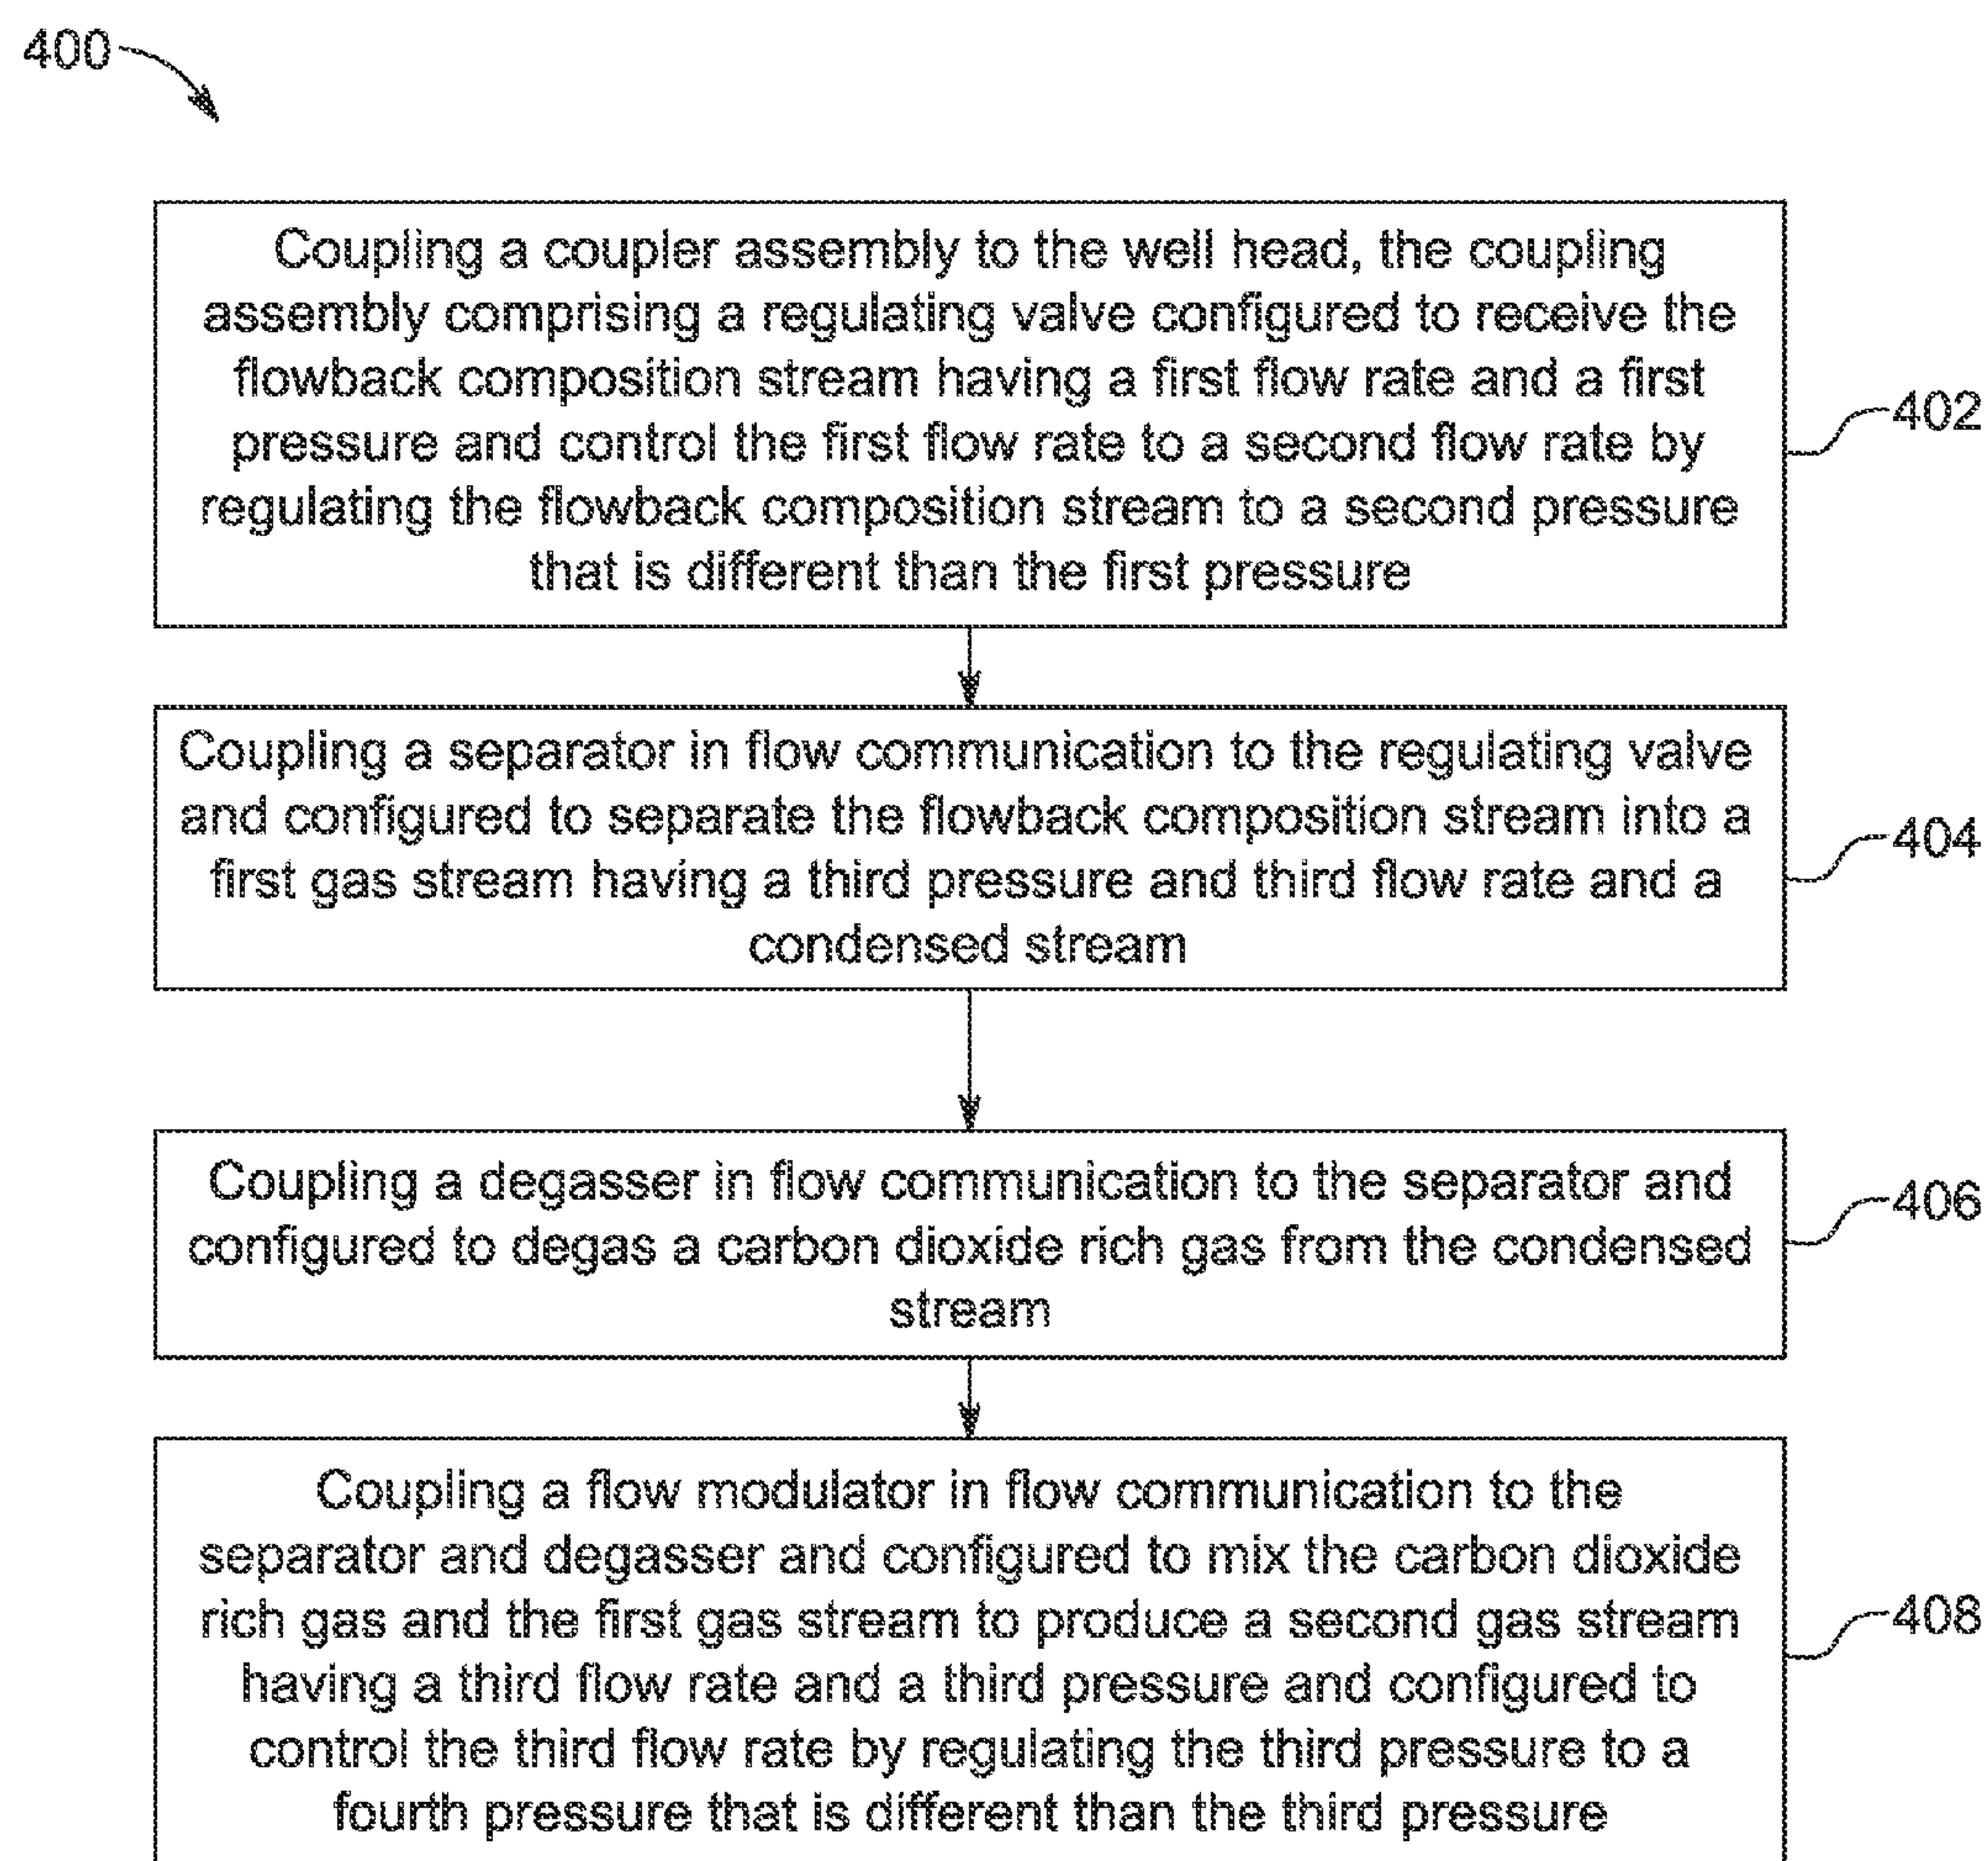 400
Coupling a coupler assembly to the well head, the coupling
assembly comprising a regulating valve configured to receive the
flowback composition stream having a first flow rate and a first
pressure and control the first flow rate to a second flow rate by
regulating the flowback composition stream to a second pressure
that is different than the first pressure
402
Coupling a separator in flow communication to the regulating valve
and configured to separate the flowback composition stream into a
first gas stream having a third pressure and third flow rate and a
condensed stream
404
Coupling a degasser in flow communication to the separator and
configured to degas a carbon dioxide rich gas from the condensed
stream
406
Coupling a flow modulator in flow communication to the
separator and degasser and configured to mix the carbon dioxide
rich gas and the first gas stream to produce a second gas stream
having a third flow rate and a third pressure and configured to
control the third flow rate by regulating the third pressure to a
fourth pressure that is different than the third pressure
408